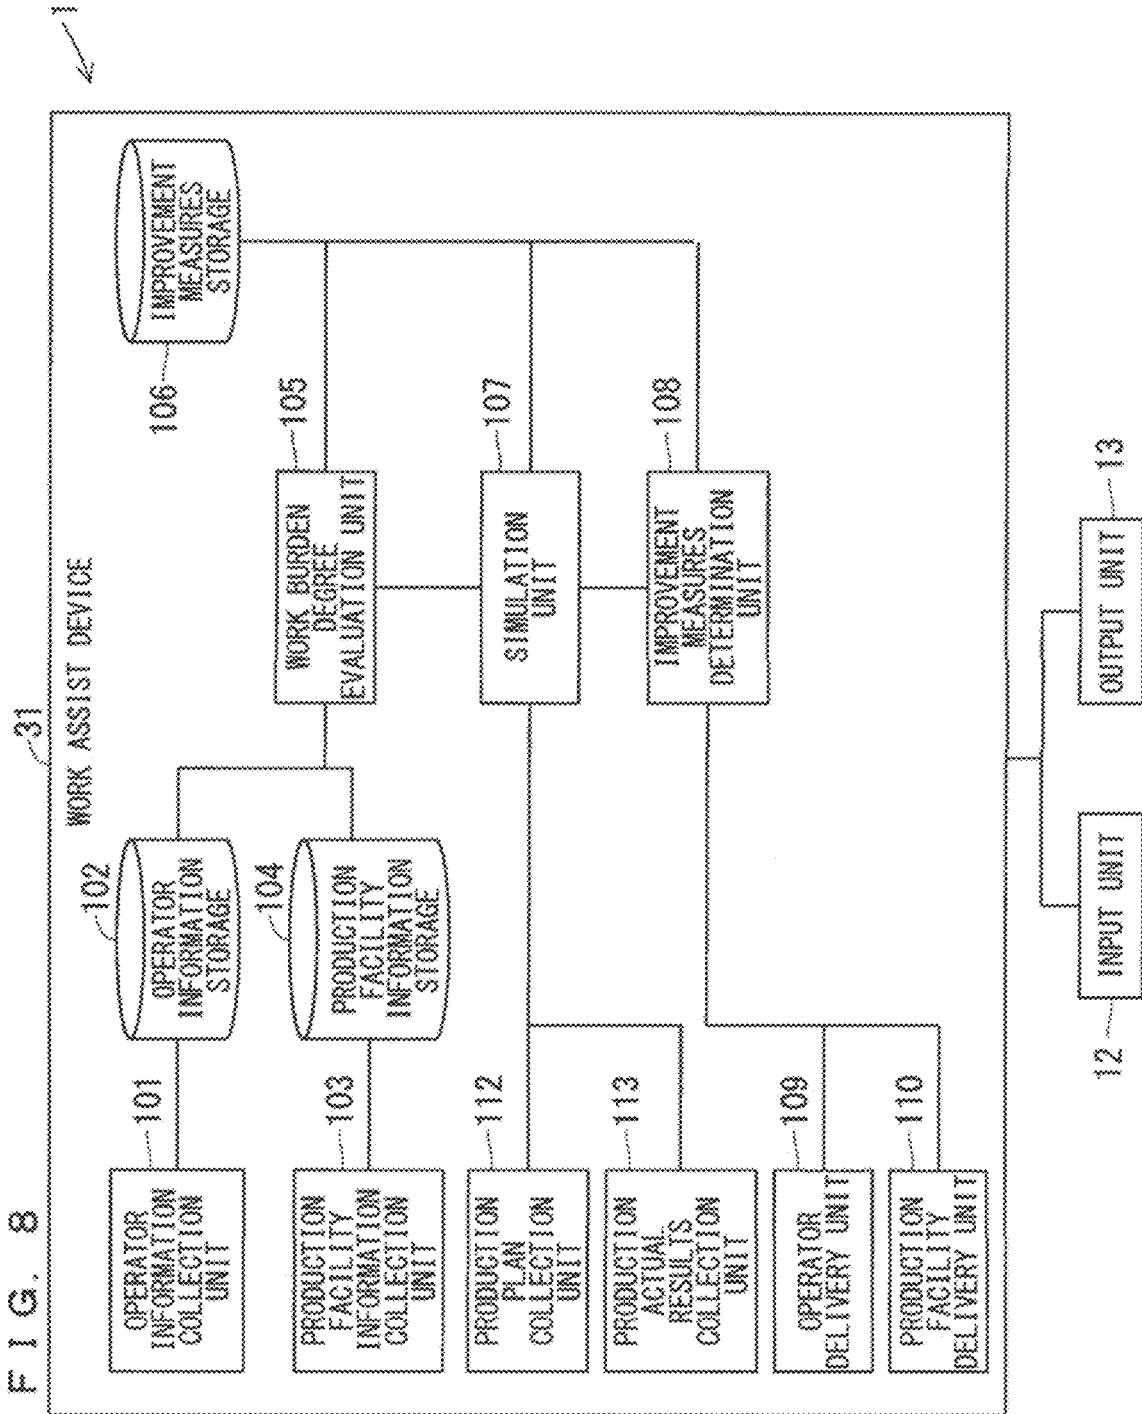 FIG. 8
1
31
WORK ASSIST DEVICE
OPERATOR
INFORMATION
COLLECTION
UNIT
101
102
OPERATOR
INFORMATION
STORAGE
PRODUCTION
FACILITY
INFORMATION
COLLECTION
UNIT
103
104
PRODUCTION
FACILITY
INFORMATION
STORAGE
WORK BURDEN
DEGREE
EVALUATION UNIT
105
106
IMPROVEMENT
MEASURES
STORAGE
PRODUCTION
PLAN
COLLECTION
UNIT
112
SIMULATION
UNIT
107
PRODUCTION
ACTUAL
RESULTS
COLLECTION
UNIT
113
IMPROVEMENT
MEASURES
DETERMINATION
UNIT
108
OPERATOR
DELIVERY UNIT
109
PRODUCTION
FACILITY
DELIVERY UNIT
110
12
INPUT UNIT
OUTPUT UNIT
13